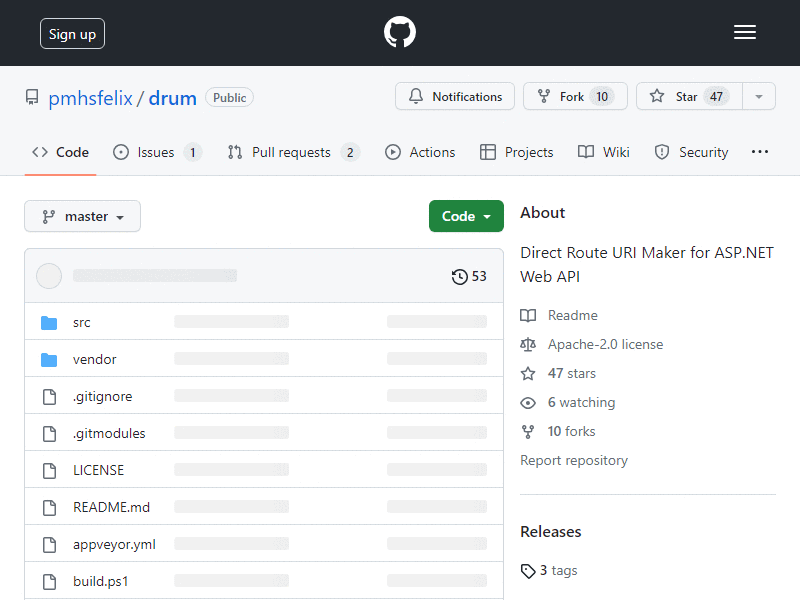 Sign up
pmhsfelix / drum Public
Notifications
Fork 10
Star 47
Code
Issues 1
Pull requests 2
Actions
Projects
Wiki
Security
master
Code
53
src
vendor
.gitignore
.gitmodules
LICENSE
README.md
appveyor.yml
build.ps1
About
Direct Route URI Maker for ASP.NET
Web API
Readme
Apache-2.0 license
47 stars
6 watching
10 forks
Report repository
Releases
3 tags